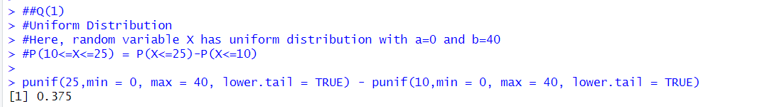 > ##Q(1)
> #Uniform Distribution
> #Here, random variable X has uniform distribution with a=0 and b=40
> #P(10<=X<=25) = P(X<=25)-P(X<=10)
>
> punif(25,min = 0, max = 40, lower.tail = TRUE) - punif(10,min = 0, max = 40, lower.tail = TRUE)
[1] 0.375